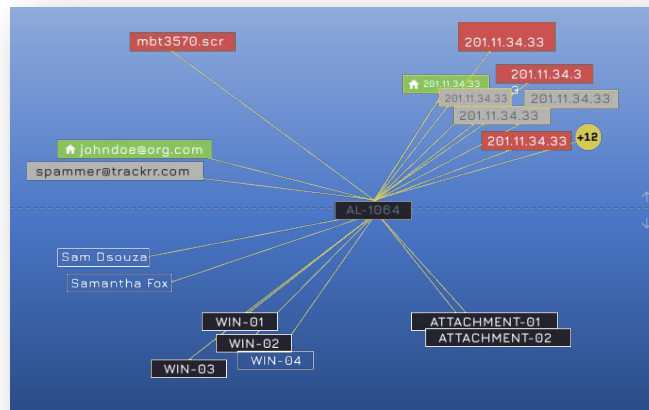 mbt3570.scr
201.11.34.33
201.11.34.3
201.11.34.33
201.11.34.33
201.11.34.33
201.11.34.33
201.11.34.33
+12
johndoe@org.com
spammer@trackrr.com
AL-1064
Sam Dsouza
Samantha Fox
WIN-01
WIN-02
WIN-03
WIN-04
ATTACHMENT-01
ATTACHMENT-02